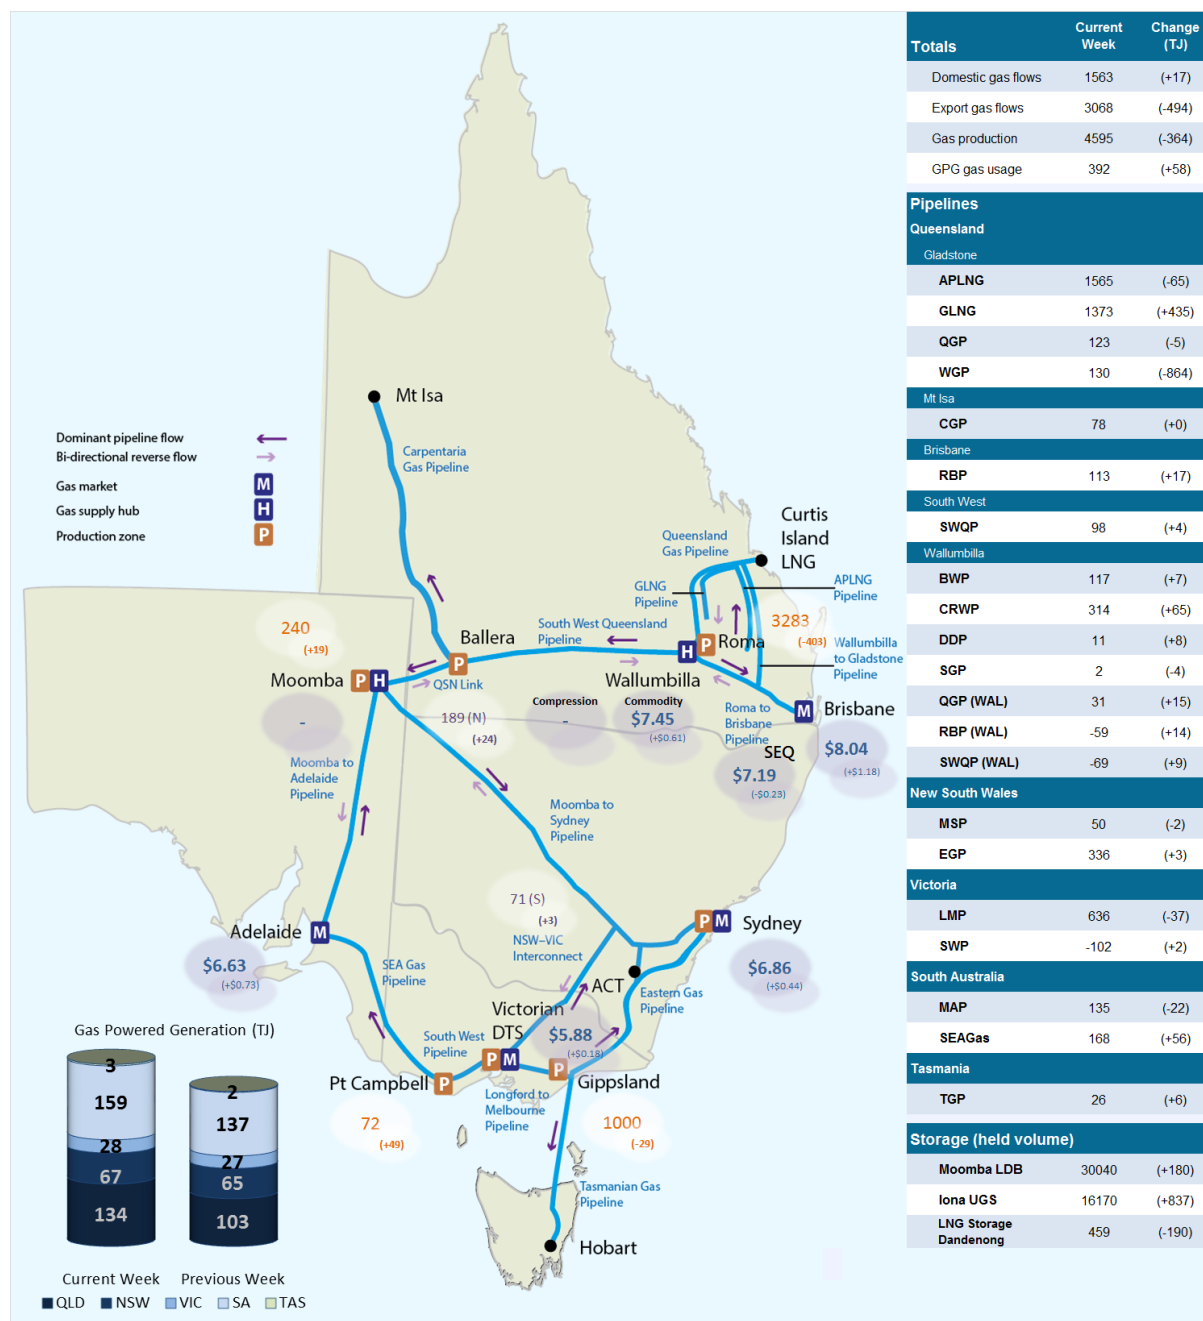 Mt Isa
Dominant pipeline flow
Bi-directional reverse flow
M
Gas market
H
Gas supply hub
P
Production zone
Carpentaria
Gas Pipeline
Curtis
Island
LNG
Queensland
Gas Pipeline
GLNG
Pipeline
APLNG
Pipeline
3283
(-403)
Wallumbilla
to Gladstone
Pipeline
South West Queensland
Pipeline
240
(+19)
Ballera
P
QSN Link
Moomba
P H
-
H P
Roma
Wallumbilla
Roma to
Brisbane
Pipeline
M
Brisbane
$8.04
(+$1.18)
189 (N)
(+24)
Compression
-
Commodity
$7.45
(+$0.61)
SEQ
$7.19
(-$0.23)
Moomba to
Adelaide
Pipeline
Moomba to
Sydney
Pipeline
71 (S)
(+3)
NSW–VIC
Interconnect
P M
Sydney
$6.86
(+$0.44)
Adelaide
M
$6.63
(+$0.73)
SEA Gas
Pipeline
ACT
Eastern Gas
Pipeline
Victorian
DTS
$5.88
(+$0.18)
South West
Pipeline
P M
P
Gippsland
Pt Campbell
P
72
(+49)
Longford to
Melbourne
Pipeline
1000
(-29)
Tasmanian Gas
Pipeline
Hobart
Gas Powered Generation (TJ)
3
159
28
67
134
2
137
27
65
103
Current Week
Previous Week
QLD NSW VIC SA TAS
Totals Current Week Change (TJ)
Domestic gas flows 1563 (+17)
Export gas flows 3068 (-494)
Gas production 4595 (-364)
GPG gas usage 392 (+58)
Pipelines
Queensland
Gladstone
APLNG 1565 (-65)
GLNG 1373 (+435)
QGP 123 (-5)
WGP 130 (-864)
Mt Isa
CGP 78 (+0)
Brisbane
RBP 113 (+17)
South West
SWQP 98 (+4)
Wallumbilla
BWP 117 (+7)
CRWP 314 (+65)
DDP 11 (+8)
SGP 2 (-4)
QGP (WAL) 31 (+15)
RBP (WAL) -59 (+14)
SWQP (WAL) -69 (+9)
New South Wales
MSP 50 (-2)
EGP 336 (+3)
Victoria
LMP 636 (-37)
SWP -102 (+2)
South Australia
MAP 135 (-22)
SEAGas 168 (+56)
Tasmania
TGP 26 (+6)
Storage (held volume)
Moomba LDB 30040 (+180)
Iona UGS 16170 (+837)
LNG Storage
Dandenong 459 (-190)